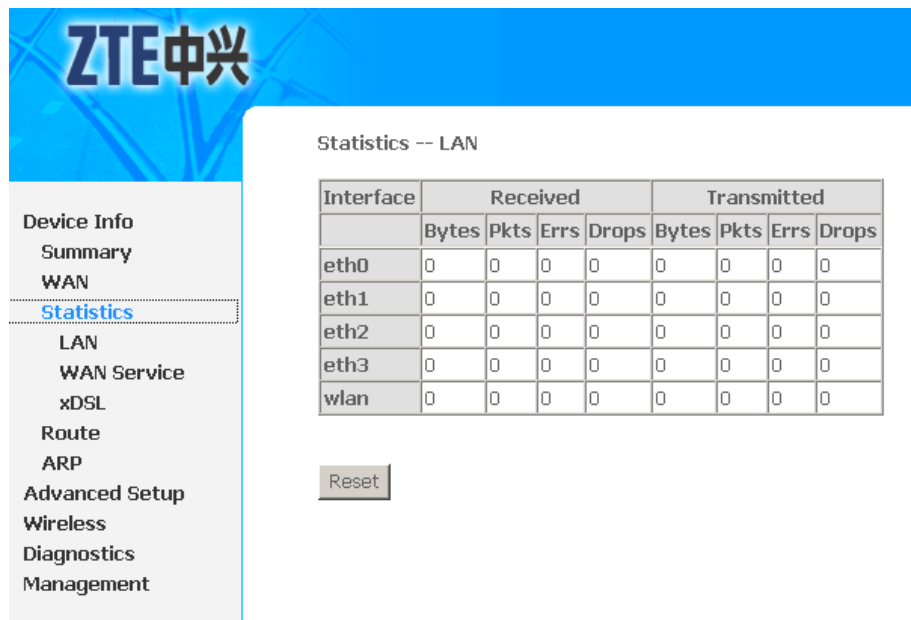 ZTE中兴
Statistics -- LAN
Interface Received Transmitted
Bytes Pkts Errs Drops Bytes Pkts Errs Drops
eth0 0 0 0 0 0 0 0 0
eth1 0 0 0 0 0 0 0 0
eth2 0 0 0 0 0 0 0 0
eth3 0 0 0 0 0 0 0 0
wlan 0 0 0 0 0 0 0 0
Reset
Device Info
Summary
WAN
Statistics
LAN
WAN Service
xDSL
Route
ARP
Advanced Setup
Wireless
Diagnostics
Management